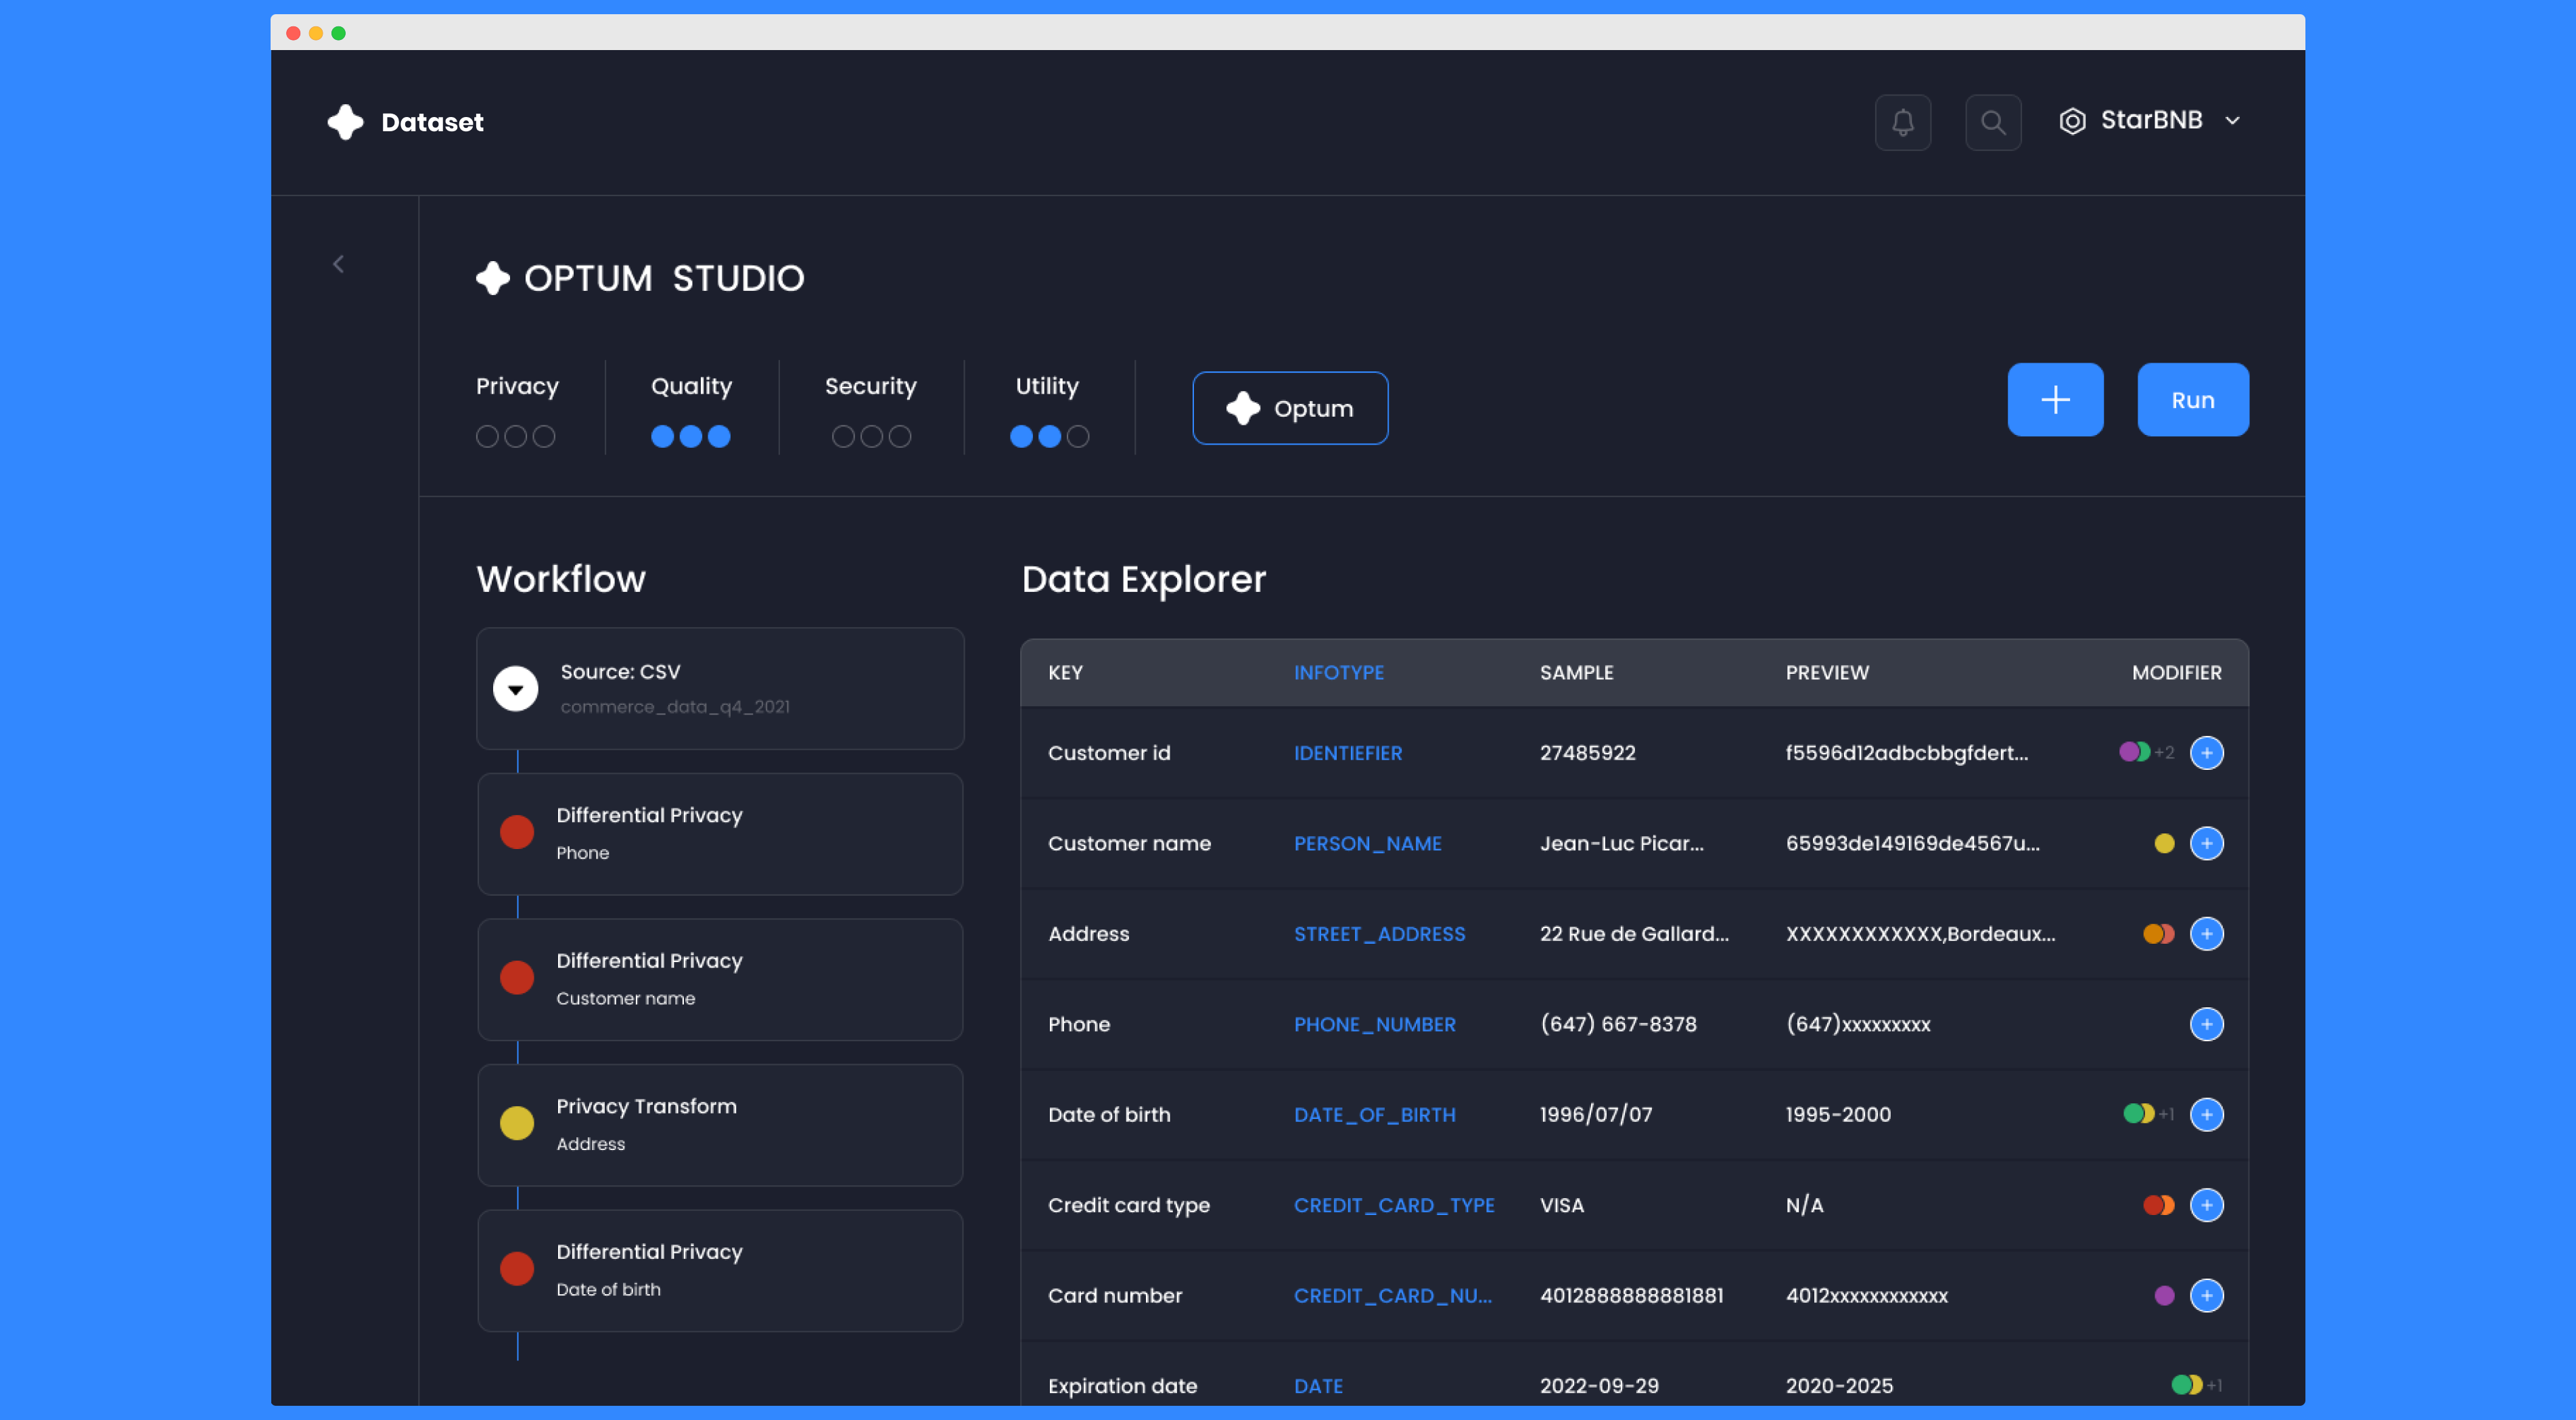 Dataset
StarBNB
OPTUM STUDIO
Privacy Quality Security Utility
Optum
+ Run
Workflow
Source: CSV
commerce_data_q4_2021
Differential Privacy
Phone
Differential Privacy
Customer name
Privacy Transform
Address
Differential Privacy
Date of birth
Data Explorer
KEY INFOTYPE SAMPLE PREVIEW MODIFIER
Customer id IDENTIEFIER 27485922 f5596d12adbcbbgfdert... +2 +
Customer name PERSON_NAME Jean-Luc Picar... 65993de149169de4567u... +
Address STREET_ADDRESS 22 Rue de Gallard... XXXXXXXXXXXX,Bordeaux... +
Phone PHONE_NUMBER (647) 667-8378 (647)xxxxxxxxx +
Date of birth DATE_OF_BIRTH 1996/07/07 1995-2000 +1 +
Credit card type CREDIT_CARD_TYPE VISA N/A +
Card number CREDIT_CARD_NU... 4012888888881881 4012xxxxxxxxxxxx +
Expiration date DATE 2022-09-29 2020-2025 +1